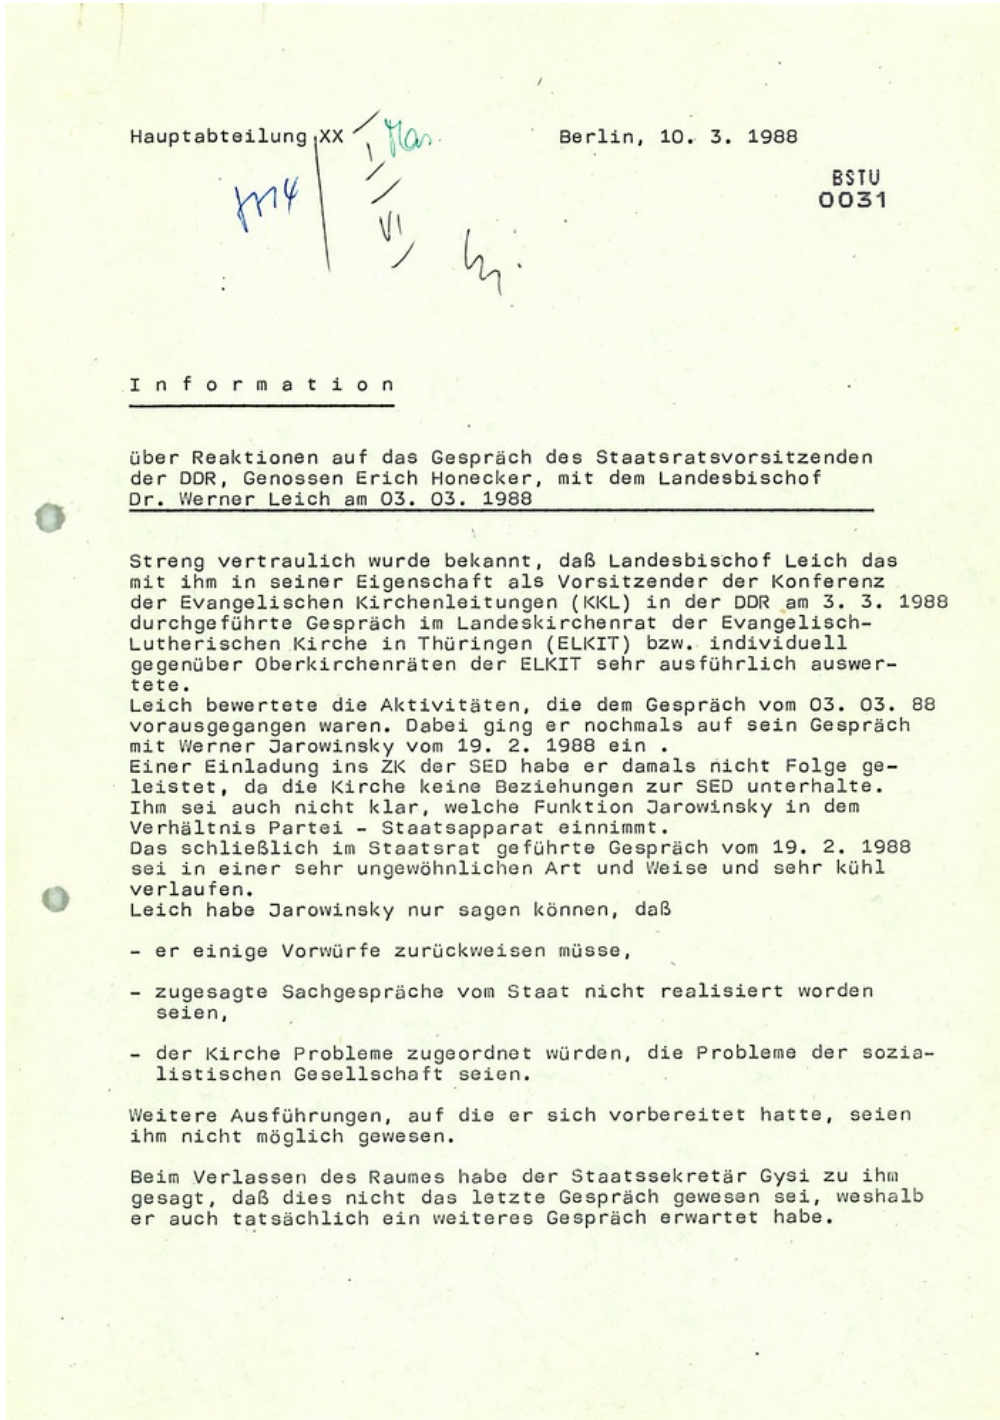 Hauptabteilung XX
Berlin, 10. 3. 1988
BSTU
0031
I
VI
I n f o r m a t i o n
über Reaktionen auf das Gespräch des Staatsratsvorsitzenden
der DDR, Genossen Erich Honecker, mit dem Landesbischof
Dr. Werner Leich am 03. 03. 1988
Streng vertraulich wurde bekannt, daß Landesbischof Leich das
mit ihm in seiner Eigenschaft als Vorsitzender der Konferenz
der Evangelischen Kirchenleitungen (KKL) in der DDR am 3. 3. 1988
durchgeführte Gespräch im Landeskirchenrat der Evangelisch-
Lutherischen Kirche in Thüringen (ELKIT) bzw. individuell
gegenüber Oberkirchenräten der ELKIT sehr ausführlich auswer-
tete.
Leich bewertete die Aktivitäten, die dem Gespräch vom 03. 03. 88
vorausgegangen waren. Dabei ging er nochmals auf sein Gespräch
mit Werner Jarowinsky vom 19. 2. 1988 ein .
Einer Einladung ins ZK der SED habe er damals nicht Folge ge-
leistet, da die Kirche keine Beziehungen zur SED unterhalte.
Ihm sei auch nicht klar, welche Funktion Jarowinsky in dem
Verhältnis Partei - Staatsapparat einnimmt.
Das schließlich im Staatsrat geführte Gespräch vom 19. 2. 1988
sei in einer sehr ungewöhnlichen Art und Weise und sehr kühl
verlaufen.
Leich habe Jarowinsky nur sagen können, daß
- er einige Vorwürfe zurückweisen müsse,
- zugesagte Sachgespräche vom Staat nicht realisiert worden
seien,
- der Kirche Probleme zugeordnet würden, die Probleme der sozia-
listischen Gesellschaft seien.
Weitere Ausführungen, auf die er sich vorbereitet hatte, seien
ihm nicht möglich gewesen.
Beim Verlassen des Raumes habe der Staatssekretär Gysi zu ihm
gesagt, daß dies nicht das letzte Gespräch gewesen sei, weshalb
er auch tatsächlich ein weiteres Gespräch erwartet habe.